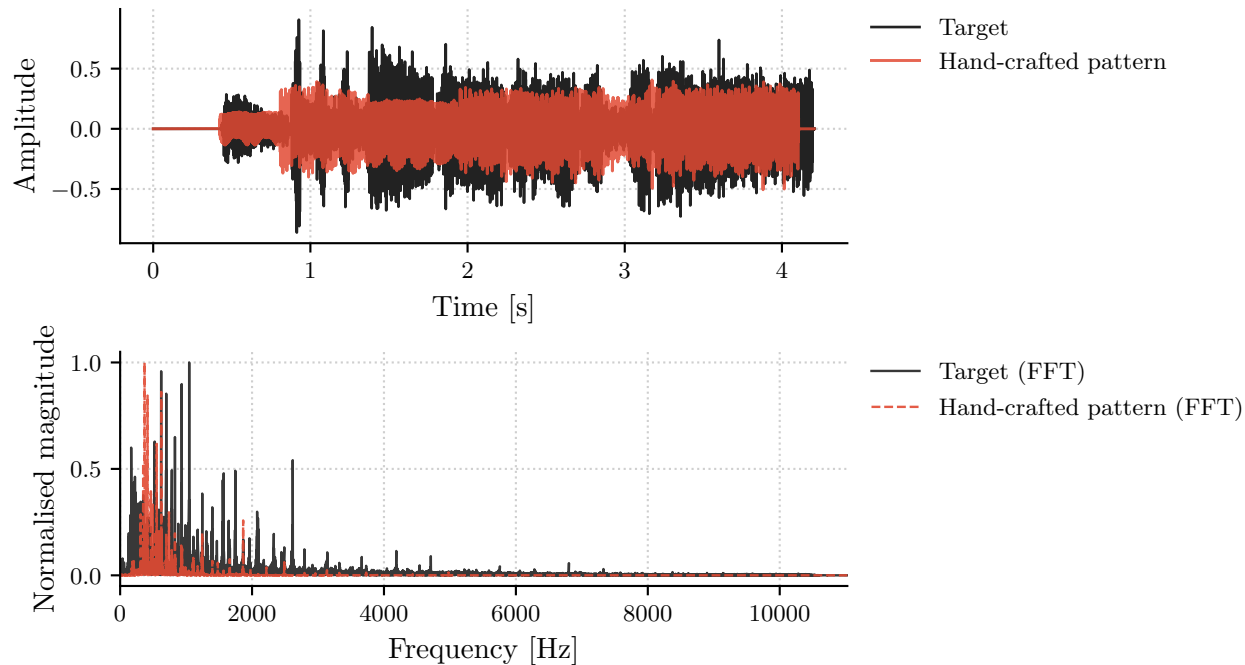 Amplitude
0.5
0.0
−0.5
0 1 2 3 4
Time [s]
Target
Hand-crafted pattern
Normalised magnitude
1.0
0.5
0.0
0 2000 4000 6000 8000 10000
Frequency [Hz]
Target (FFT)
Hand-crafted pattern (FFT)